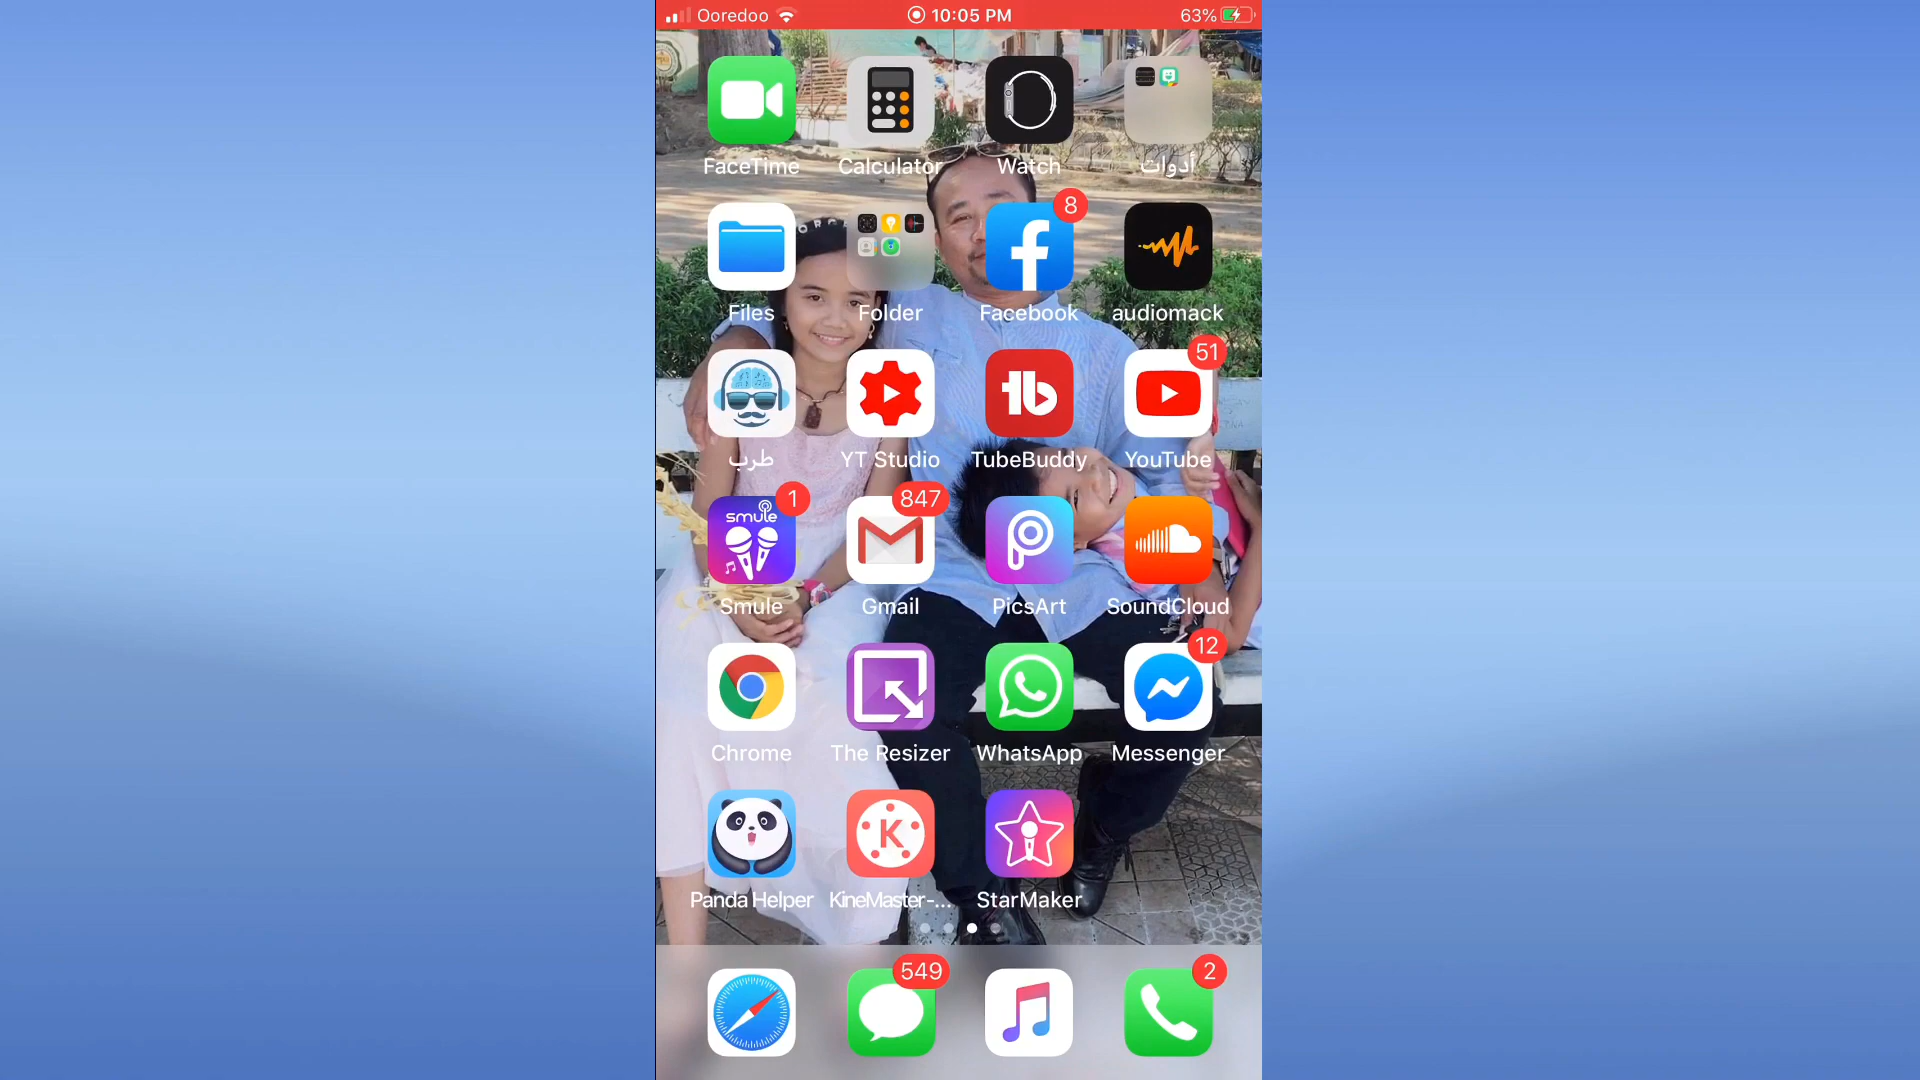 Ooredoo 10:05 PM 63%
FaceTime Calculator Watch أدوات
8
Files Folder Facebook audiomack
51
طرب YT Studio TubeBuddy YouTube
1 847
smule
Smule Gmail PicsArt SoundCloud
12
Chrome The Resizer WhatsApp Messenger
K
Panda Helper KineMaster-... StarMaker
549 2